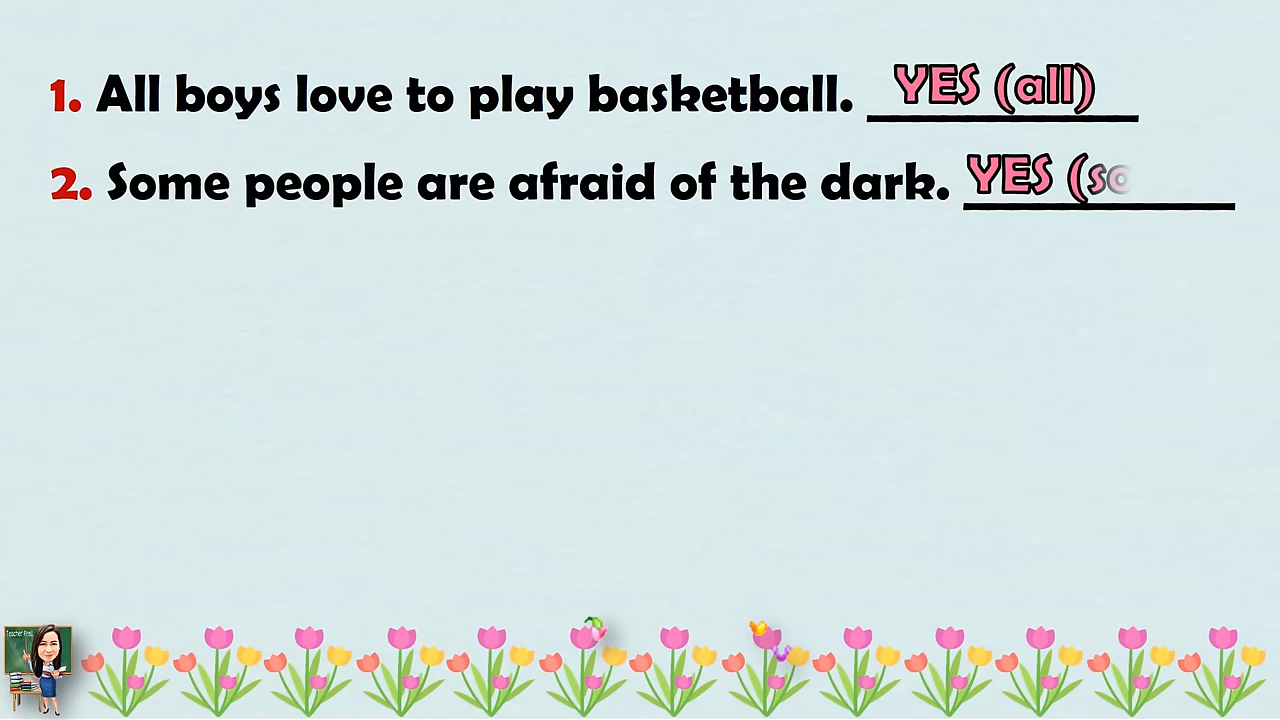 1. All boys love to play basketball. YES (all)
2. Some people are afraid of the dark. YES